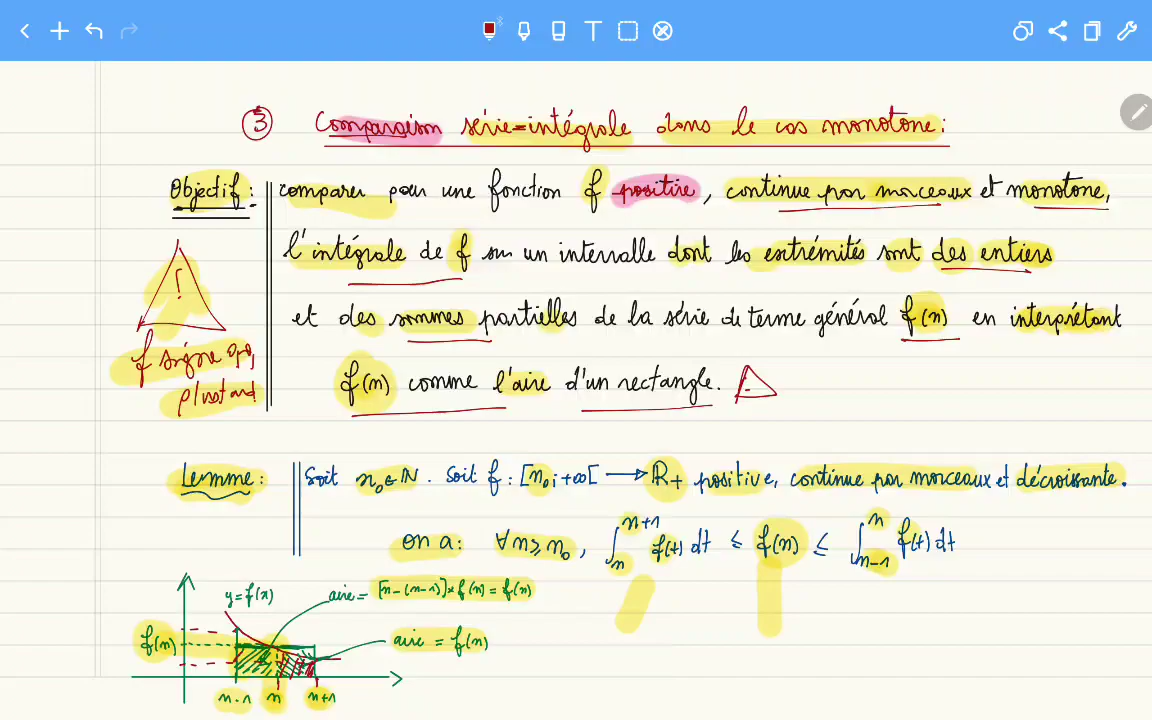 ③ Comparaison série-intégrale dans le cas monotone:
Objectif: comparer pour une fonction f positive, continue par morceaux et monotone,
l'intégrale de f sur un intervalle dont les extrémités sont des entiers
et des sommes partielles de la série de terme général f(n) en interprétant
f(n) comme l'aire d'un rectangle.
!
f signe opp,
plus tard
Lemme: Soit n₀∈ℕ. Soit f: [n₀;+∞[ ⟶ ℝ₊ positive, continue par morceaux et décroissante.
on a: ∀n⩾n₀, ∫ₙⁿ⁺¹ f(t)dt ≤ f(n) ≤ ∫ₙ₋₁ⁿ f(t)dt
y=f(x) aire= [n-(n-1)]×f(n)=f(n)
f(n) aire = f(n)
n-1 n n+1